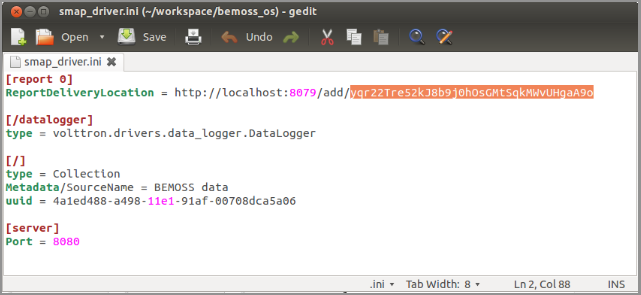 smap_driver.ini (~/workspace/bemoss_os) - gedit
Open Save Undo
smap_driver.ini
[report 0]
ReportDeliveryLocation = http://localhost:8079/add/yqr22Tre52kJ8b9j0hOsGMtSqkMWvUHgaA9o
[/datalogger]
type = volttron.drivers.data_logger.DataLogger
[/]
type = Collection
Metadata/SourceName = BEMOSS data
uuid = 4a1ed488-a498-11e1-91af-00708dca5a06
[server]
Port = 8080
.ini Tab Width: 8 Ln 2, Col 88 INS